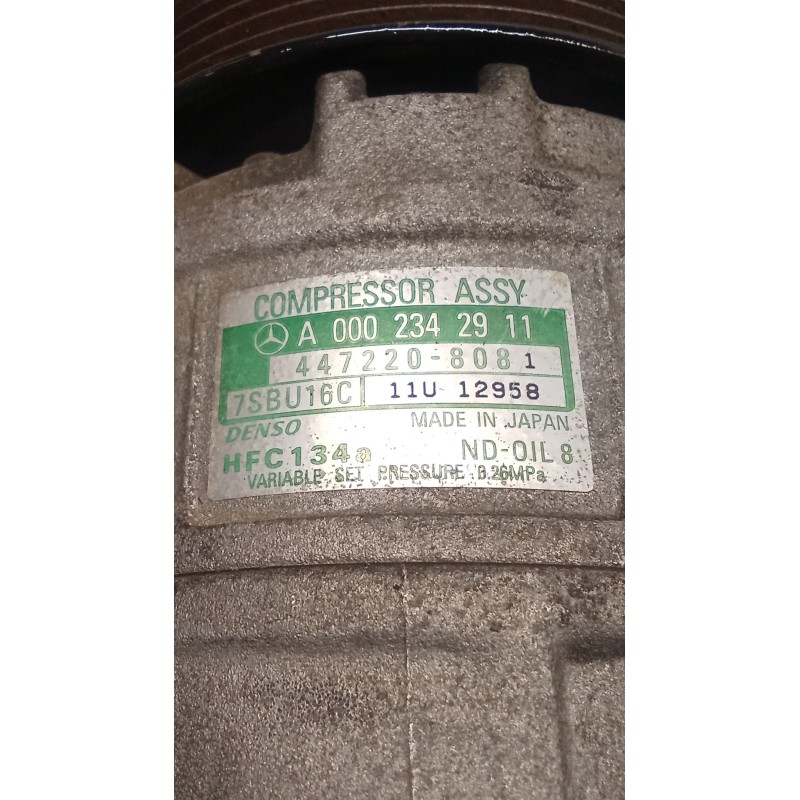 COMPRESSOR ASSY
A 000 234 29 11
447220-808 1
7SBU16C 11U 12958
DENSO MADE IN JAPAN
HFC134a ND-OIL 8
VARIABLE SET PRESSURE 0.26MPa